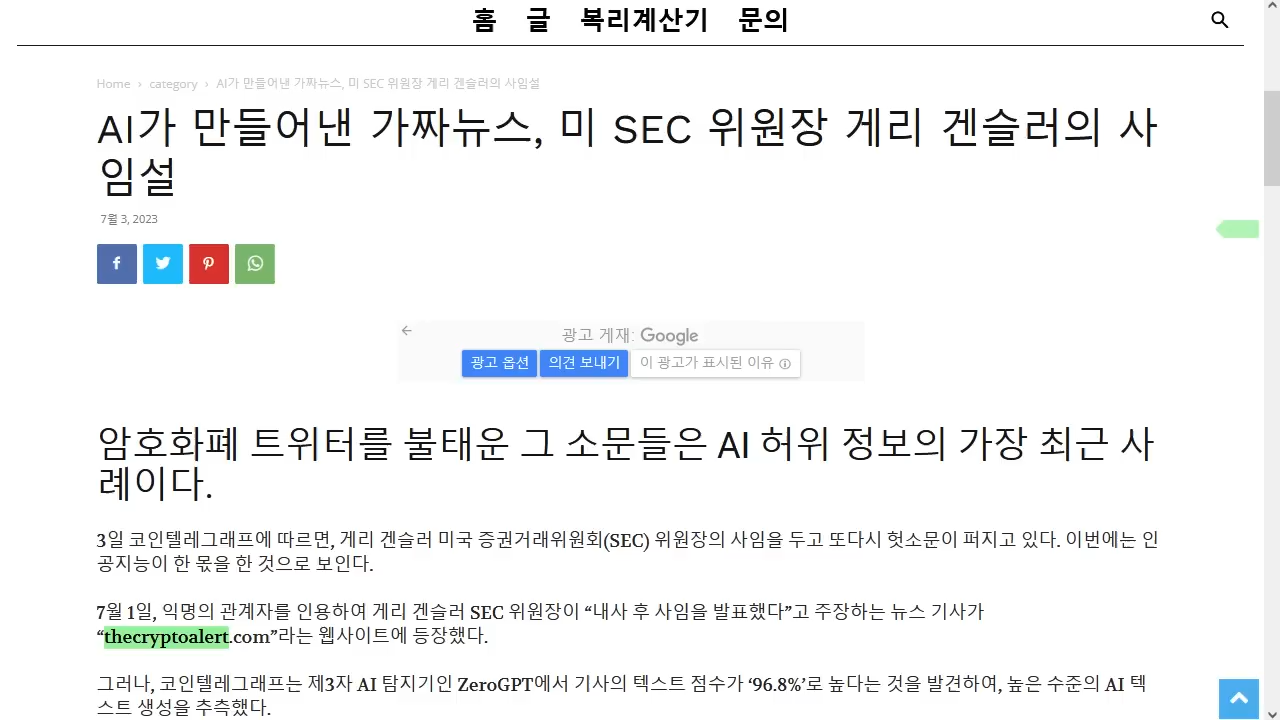 홈 글 복리계산기 문의
Home › category › AI가 만들어낸 가짜뉴스, 미 SEC 위원장 게리 겐슬러의 사임설
AI가 만들어낸 가짜뉴스, 미 SEC 위원장 게리 겐슬러의 사
임설
7월 3, 2023
광고 게재: Google
광고 옵션 의견 보내기 이 광고가 표시된 이유
암호화폐 트위터를 불태운 그 소문들은 AI 허위 정보의 가장 최근 사
례이다.
3일 코인텔레그래프에 따르면, 게리 겐슬러 미국 증권거래위원회(SEC) 위원장의 사임을 두고 또다시 헛소문이 퍼지고 있다. 이번에는 인
공지능이 한 몫을 한 것으로 보인다.
7월 1일, 익명의 관계자를 인용하여 게리 겐슬러 SEC 위원장이 “내사 후 사임을 발표했다”고 주장하는 뉴스 기사가
“thecryptoalert.com”라는 웹사이트에 등장했다.
그러나, 코인텔레그래프는 제3자 AI 탐지기인 ZeroGPT에서 기사의 텍스트 점수가 ‘96.8%’로 높다는 것을 발견하여, 높은 수준의 AI 텍
스트 생성을 추측했다.